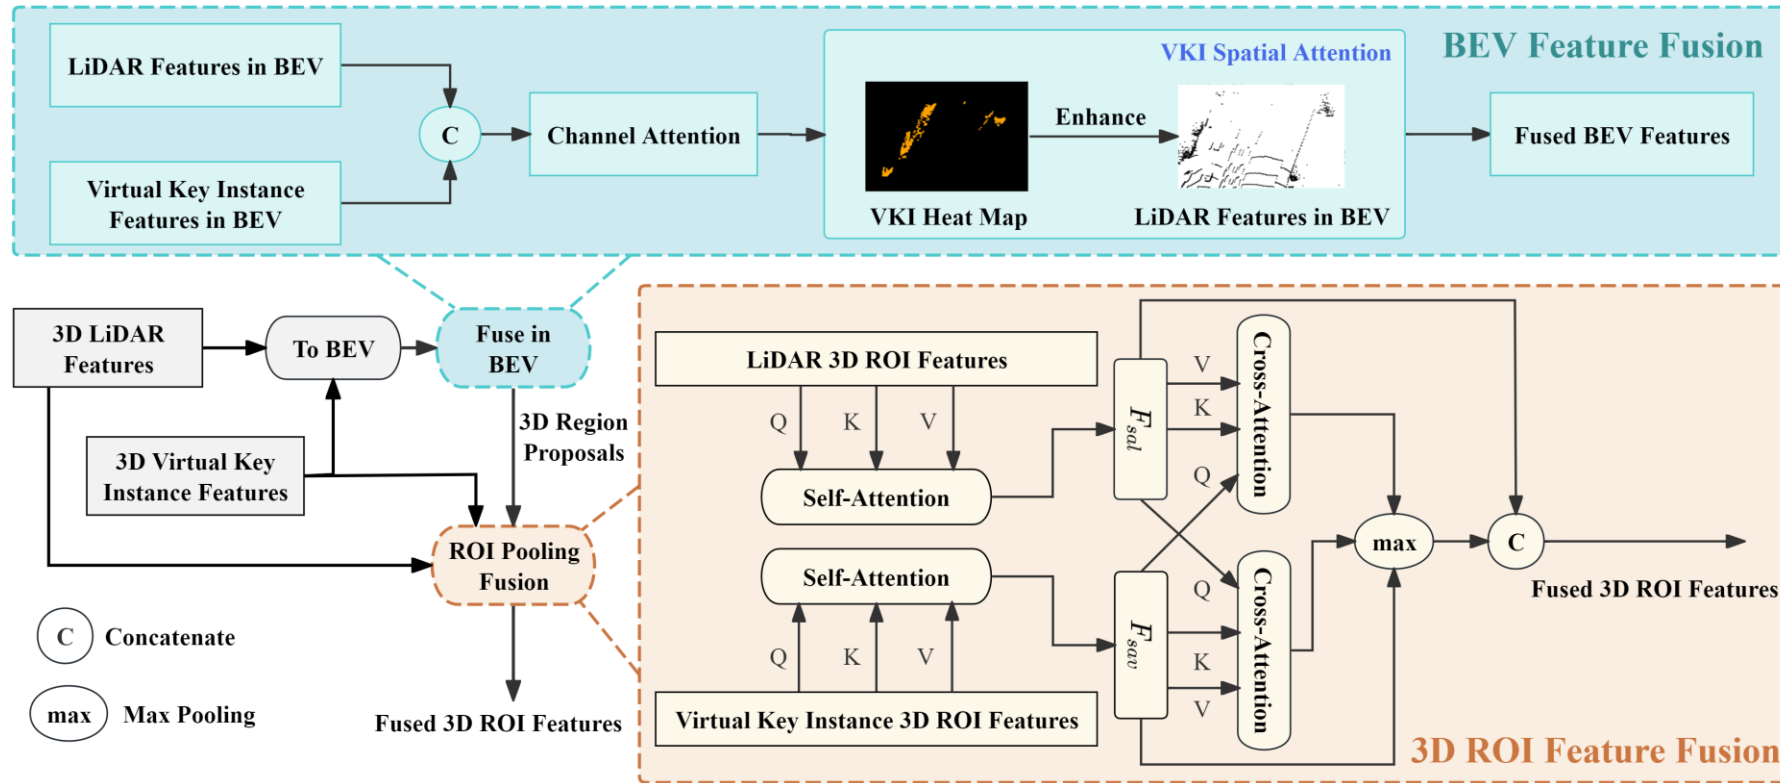 BEV Feature Fusion
LiDAR Features in BEV
Virtual Key Instance
Features in BEV
C
Channel Attention
VKI Spatial Attention
Enhance
VKI Heat Map
LiDAR Features in BEV
Fused BEV Features
3D LiDAR
Features
To BEV
Fuse in
BEV
3D Region
Proposals
3D Virtual Key
Instance Features
ROI Pooling
Fusion
Fused 3D ROI Features
C
Concatenate
max
Max Pooling
LiDAR 3D ROI Features
Q
K
V
Self-Attention
Self-Attention
Q
K
V
Virtual Key Instance 3D ROI Features
F_sal
F_sav
V
K
Q
Cross-Attention
Q
K
V
Cross-Attention
max
C
Fused 3D ROI Features
3D ROI Feature Fusion